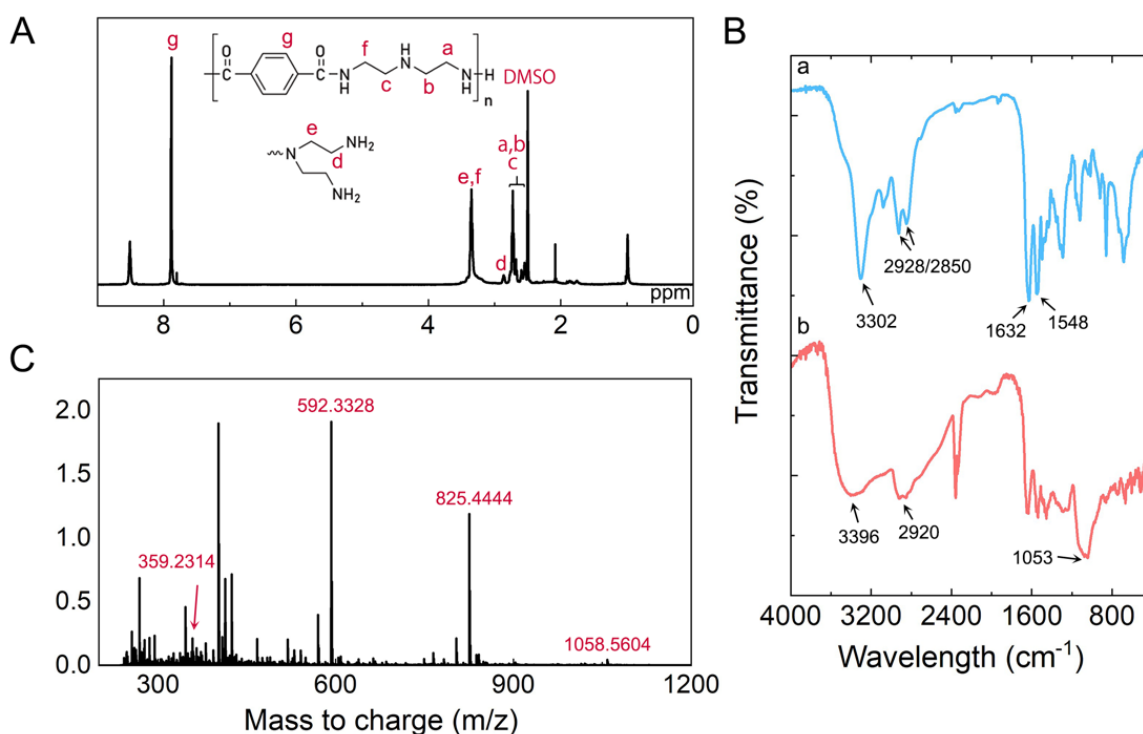 A
g
g
O
C
O
C
NH
f
c
H
N
b
a
NH
H
n
DMSO
e
N
d
NH2
NH2
e,f
a,b
c
d
ppm
8 6 4 2 0
B
a
2928/2850
3302
1632
1548
b
3396
2920
1053
Transmittance (%)
4000 3200 2400 1600 800
Wavelength (cm-1)
C
2.0
1.5
1.0
0.5
0.0
592.3328
825.4444
359.2314
1058.5604
300 600 900 1200
Mass to charge (m/z)